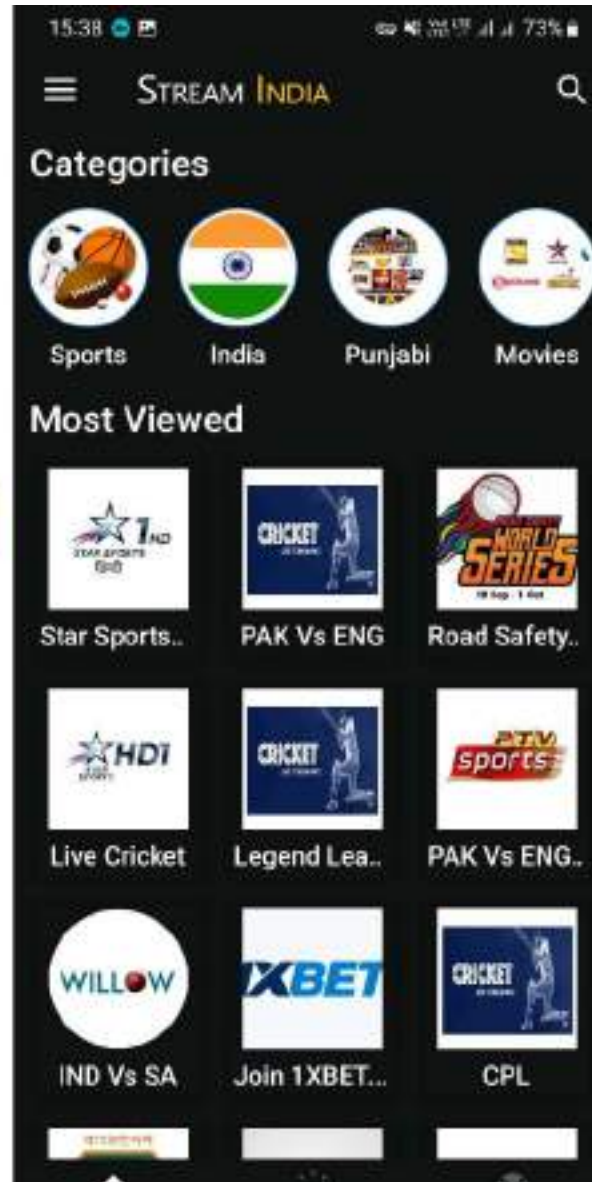 15:38 73%
STREAM INDIA
Categories
Sports India Punjabi Movies
Most Viewed
1HD
STAR SPORTS
हिन्दी
CRICKET
WORLD
SERIES
Star Sports.. PAK Vs ENG Road Safety..
HD1
CRICKET
PTV
sports
Live Cricket Legend Lea.. PAK Vs ENG..
WILLOW
1XBET
CRICKET
IND Vs SA Join 1XBET... CPL